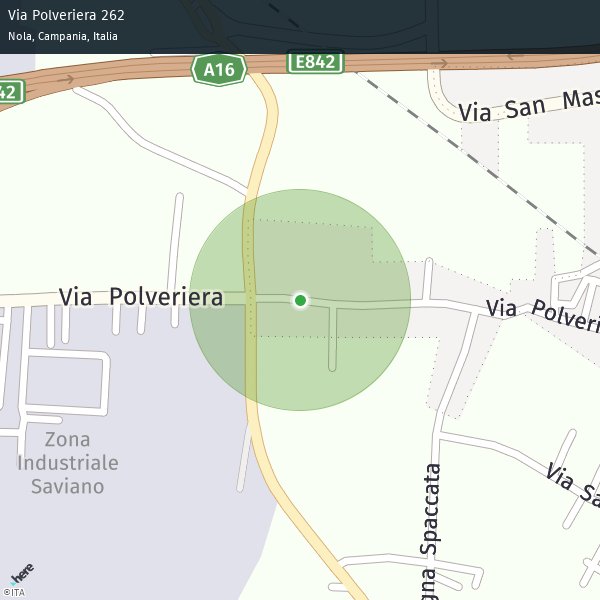 Via Polveriera 262
Nola, Campania, Italia
A16
E842
42
Via San Mas
Via Polveriera
Via Polveri
Zona
Industriale
Saviano
Via Sa
gna Spaccata
here
©ITA